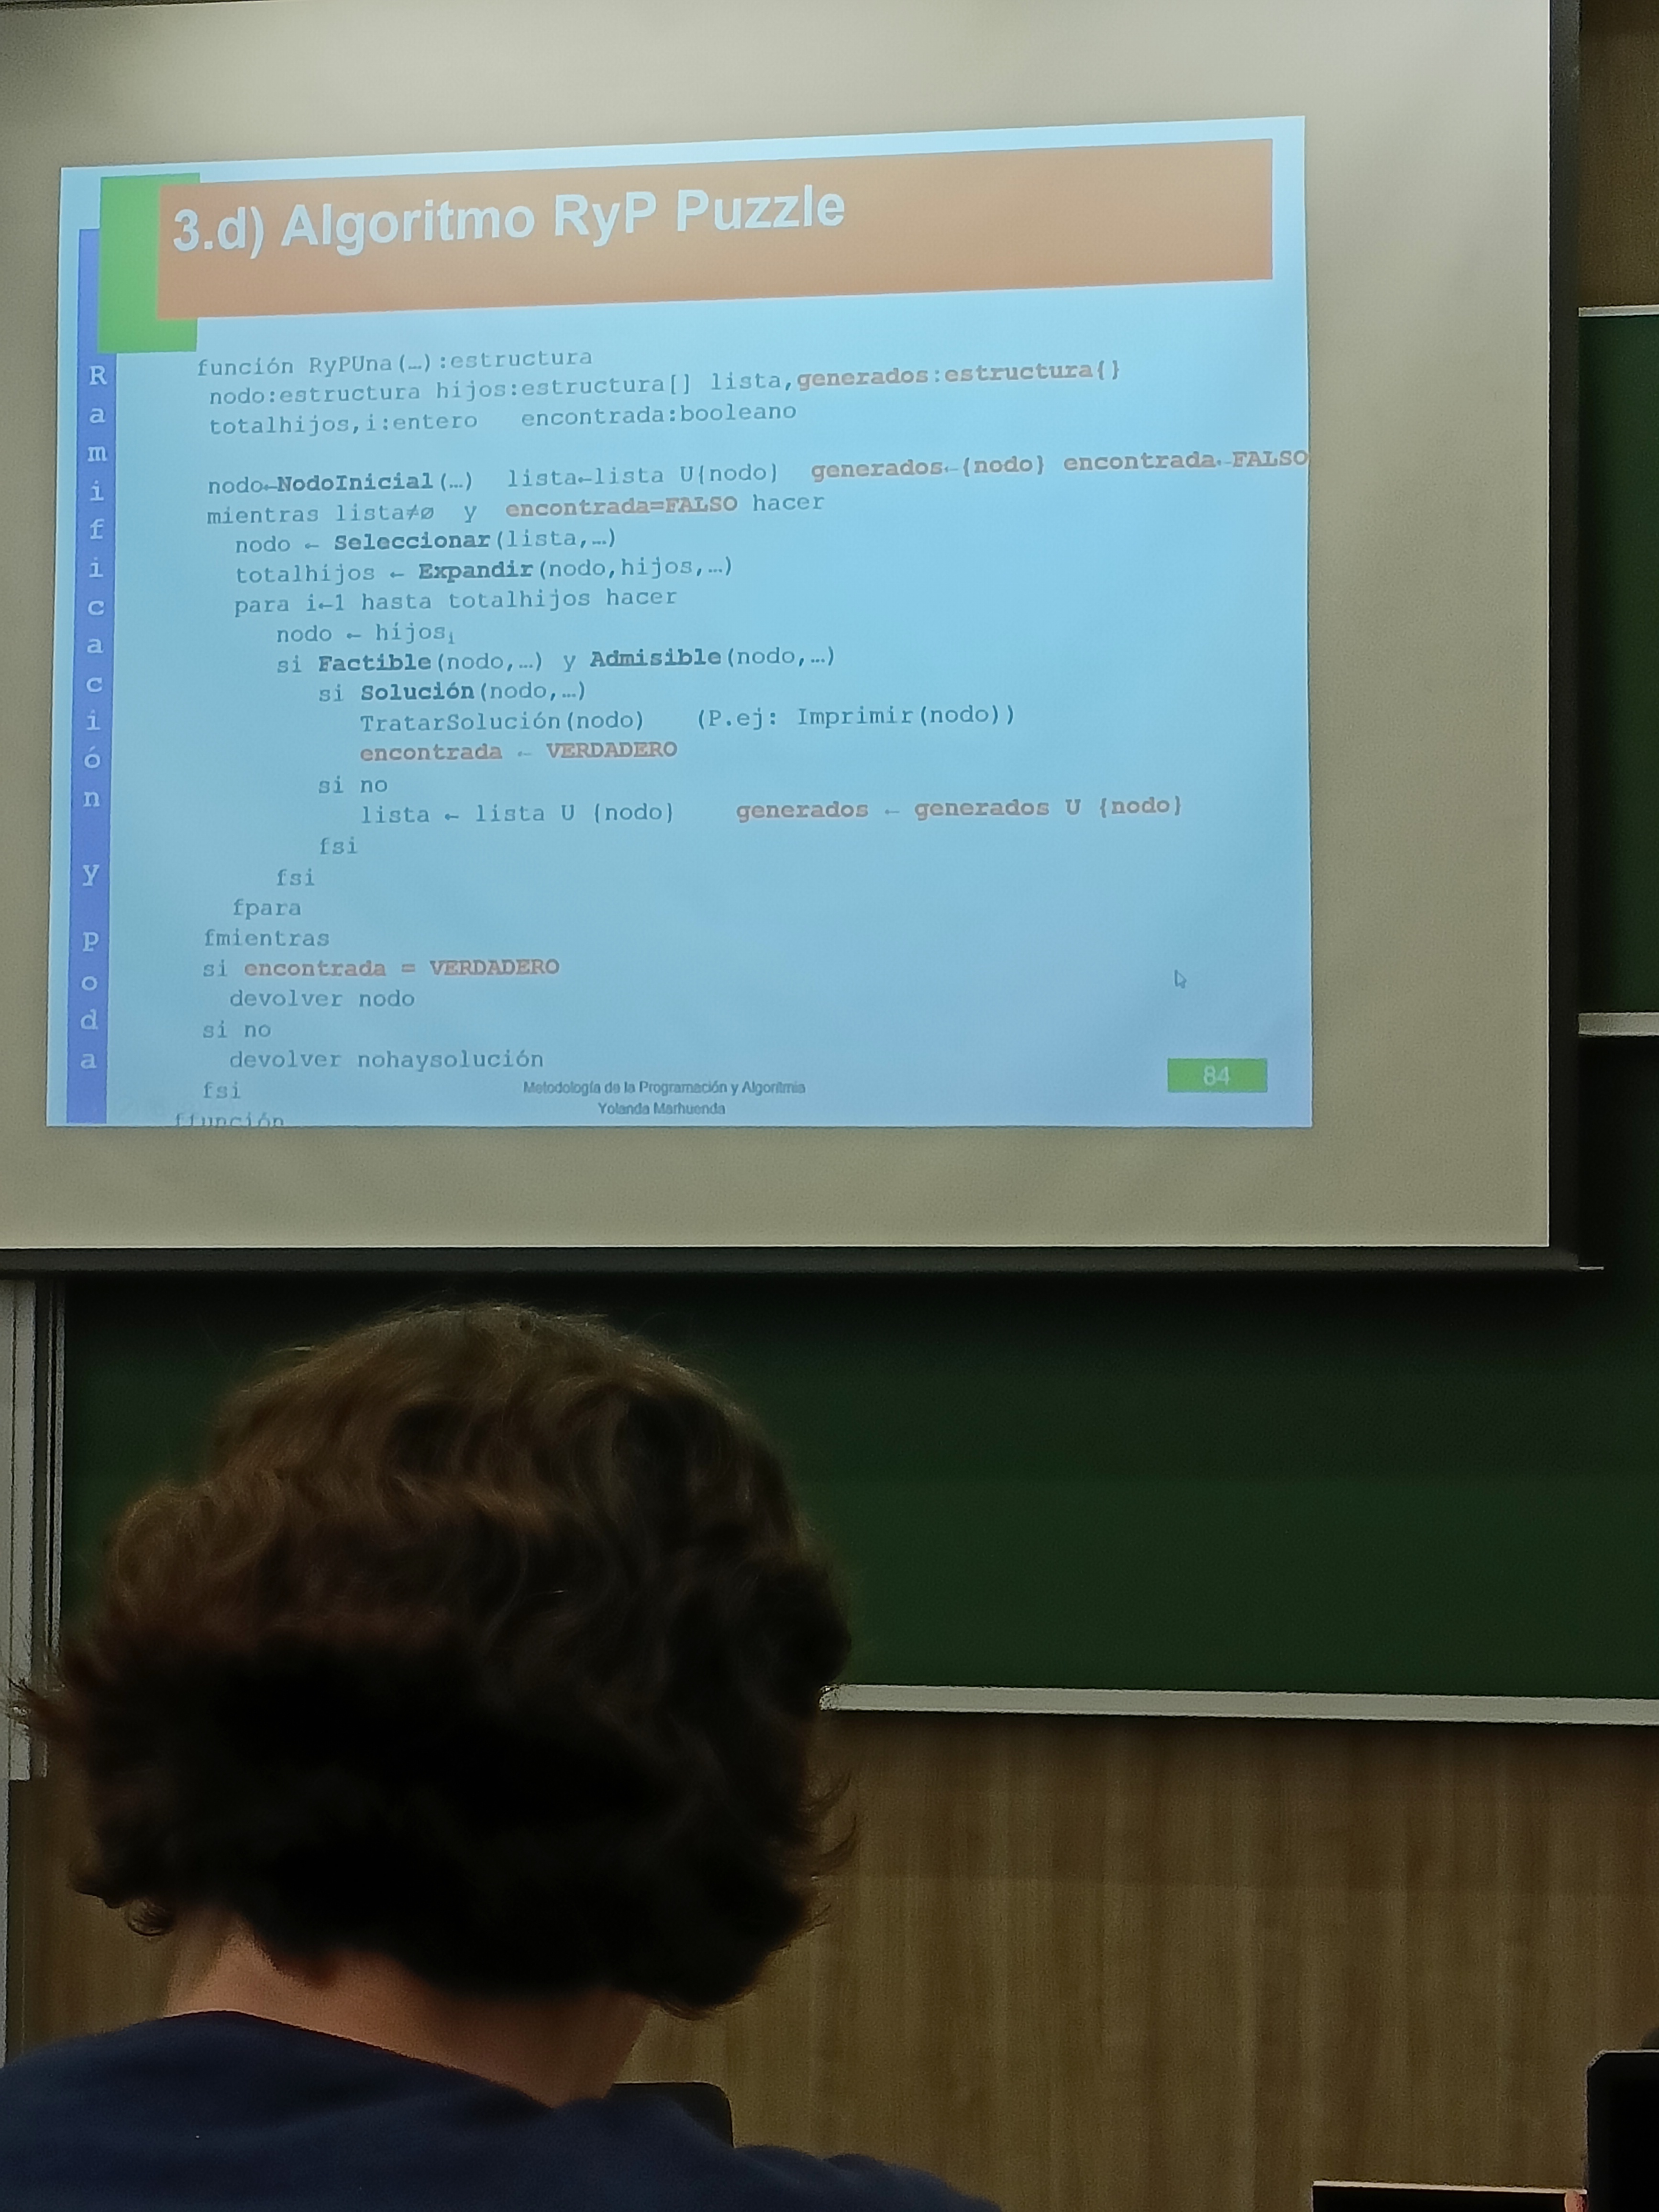 3.d) Algoritmo RyP Puzzle
Ramificación y poda
función RyPUna(…):estructura
nodo:estructura hijos:estructura[] lista,generados:estructura{}
totalhijos,i:entero encontrada:booleano
nodo←NodoInicial(…) lista←lista U{nodo} generados←{nodo} encontrada←FALSO
mientras lista≠ø y encontrada=FALSO hacer
nodo ← Seleccionar(lista,…)
totalhijos ← Expandir(nodo,hijos,…)
para i←1 hasta totalhijos hacer
nodo ← hijosᵢ
si Factible(nodo,…) y Admisible(nodo,…)
si Solución(nodo,…)
TratarSolución(nodo) (P.ej: Imprimir(nodo))
encontrada ← VERDADERO
si no
lista ← lista U {nodo} generados ← generados U {nodo}
fsi
fsi
fpara
fmientras
si encontrada = VERDADERO
devolver nodo
si no
devolver nohaysolución
fsi
ffunción
Metodología de la Programación y Algoritmia
Yolanda Marhuenda
84